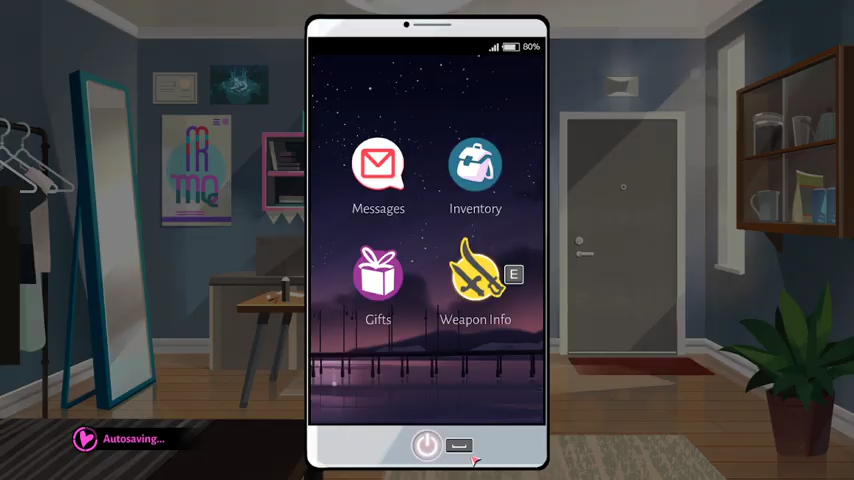 80%
Messages
Inventory
E
Gifts
Weapon Info
Autosaving...